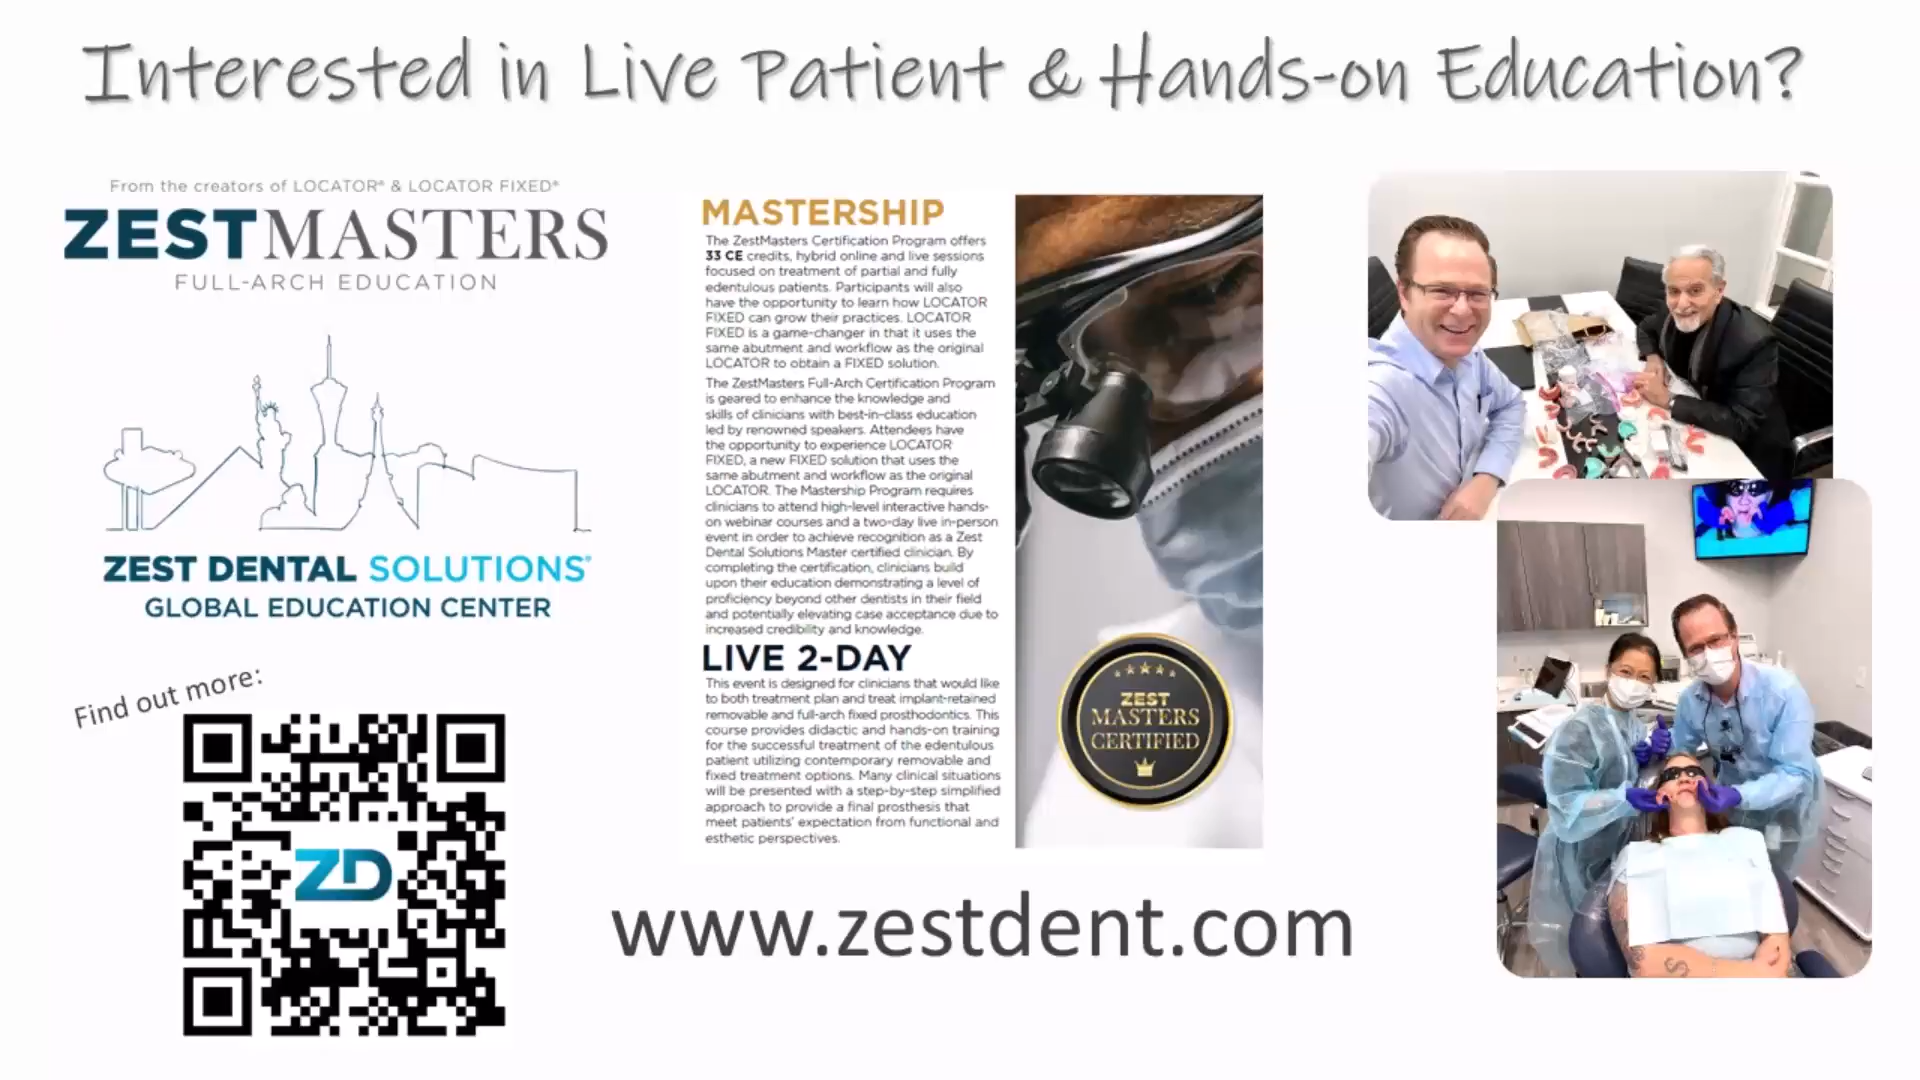 Interested in Live Patient & Hands-on Education?
From the creators of LOCATOR® & LOCATOR FIXED®
ZESTMASTERS
FULL-ARCH EDUCATION
ZEST DENTAL SOLUTIONS®
GLOBAL EDUCATION CENTER
Find out more:
ZD
MASTERSHIP
The ZestMasters Certification Program offers
33 CE credits, hybrid online and live sessions
focused on treatment of partial and fully
edentulous patients. Participants will also
have the opportunity to learn how LOCATOR
FIXED can grow their practices. LOCATOR
FIXED is a game-changer in that it uses the
same abutment and workflow as the original
LOCATOR to obtain a FIXED solution.
The ZestMasters Full-Arch Certification Program
is geared to enhance the knowledge and
skills of clinicians with best-in-class education
led by renowned speakers. Attendees have
the opportunity to experience LOCATOR
FIXED, a new FIXED solution that uses the
same abutment and workflow as the original
LOCATOR. The Mastership Program requires
clinicians to attend high-level interactive hands-
on webinar courses and a two-day live in-person
event in order to achieve recognition as a Zest
Dental Solutions Master certified clinician. By
completing the certification, clinicians build
upon their education demonstrating a level of
proficiency beyond other dentists in their field
and potentially elevating case acceptance due to
increased credibility and knowledge.
LIVE 2-DAY
This event is designed for clinicians that would like
to both treatment plan and treat implant-retained
removable and full-arch fixed prosthodontics. This
course provides didactic and hands-on training
for the successful treatment of the edentulous
patient utilizing contemporary removable and
fixed treatment options. Many clinical situations
will be presented with a step-by-step simplified
approach to provide a final prosthesis that
meet patients' expectation from functional and
esthetic perspectives.
ZEST
MASTERS
CERTIFIED
www.zestdent.com